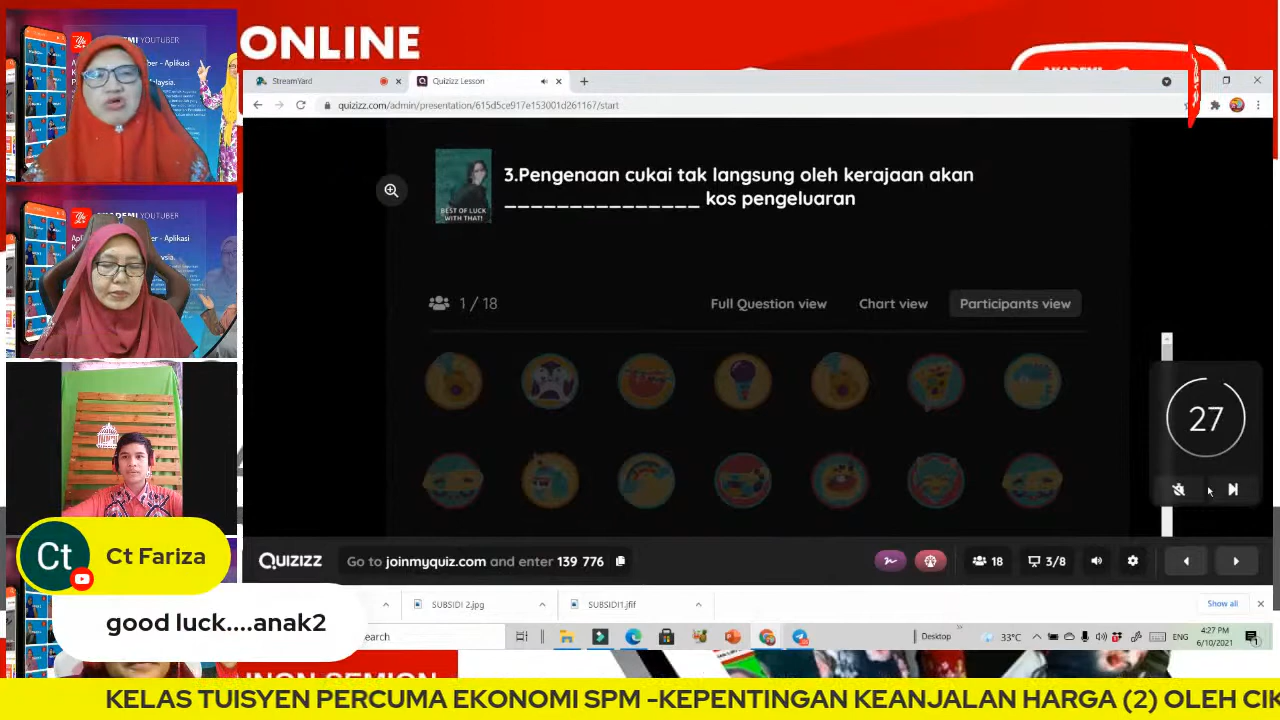 ONLINE
StreamYard
Quizizz Lesson
quizizz.com/admin/presentation/615d5ce917e153001d261167/start
3.Pengenaan cukai tak langsung oleh kerajaan akan
_______________ kos pengeluaran
BEST OF LUCK
WITH THAT!
1 / 18
Full Question view
Chart view
Participants view
27
QUIZIZZ
Go to joinmyquiz.com and enter 139 776
18
3/8
SUBSIDI 2.jpg
SUBSIDI1.jfif
Show all
earch
Desktop
33°C
ENG
4:27 PM
6/10/2021
Ct
Ct Fariza
good luck....anak2
KELAS TUISYEN PERCUMA EKONOMI SPM -KEPENTINGAN KEANJALAN HARGA (2) OLEH CIK